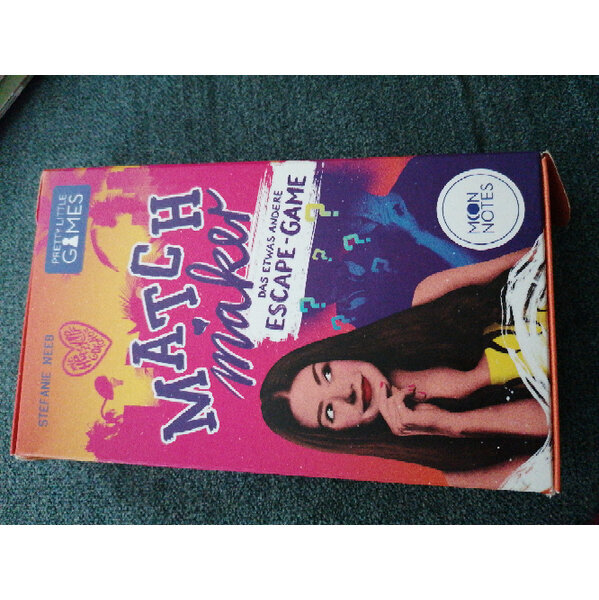 STEFANIE NEEB
PRETTY LITTLE
GAMES
MATCH
maker
DAS ETWAS ANDERE
ESCAPE-GAME
MOON
NOTES